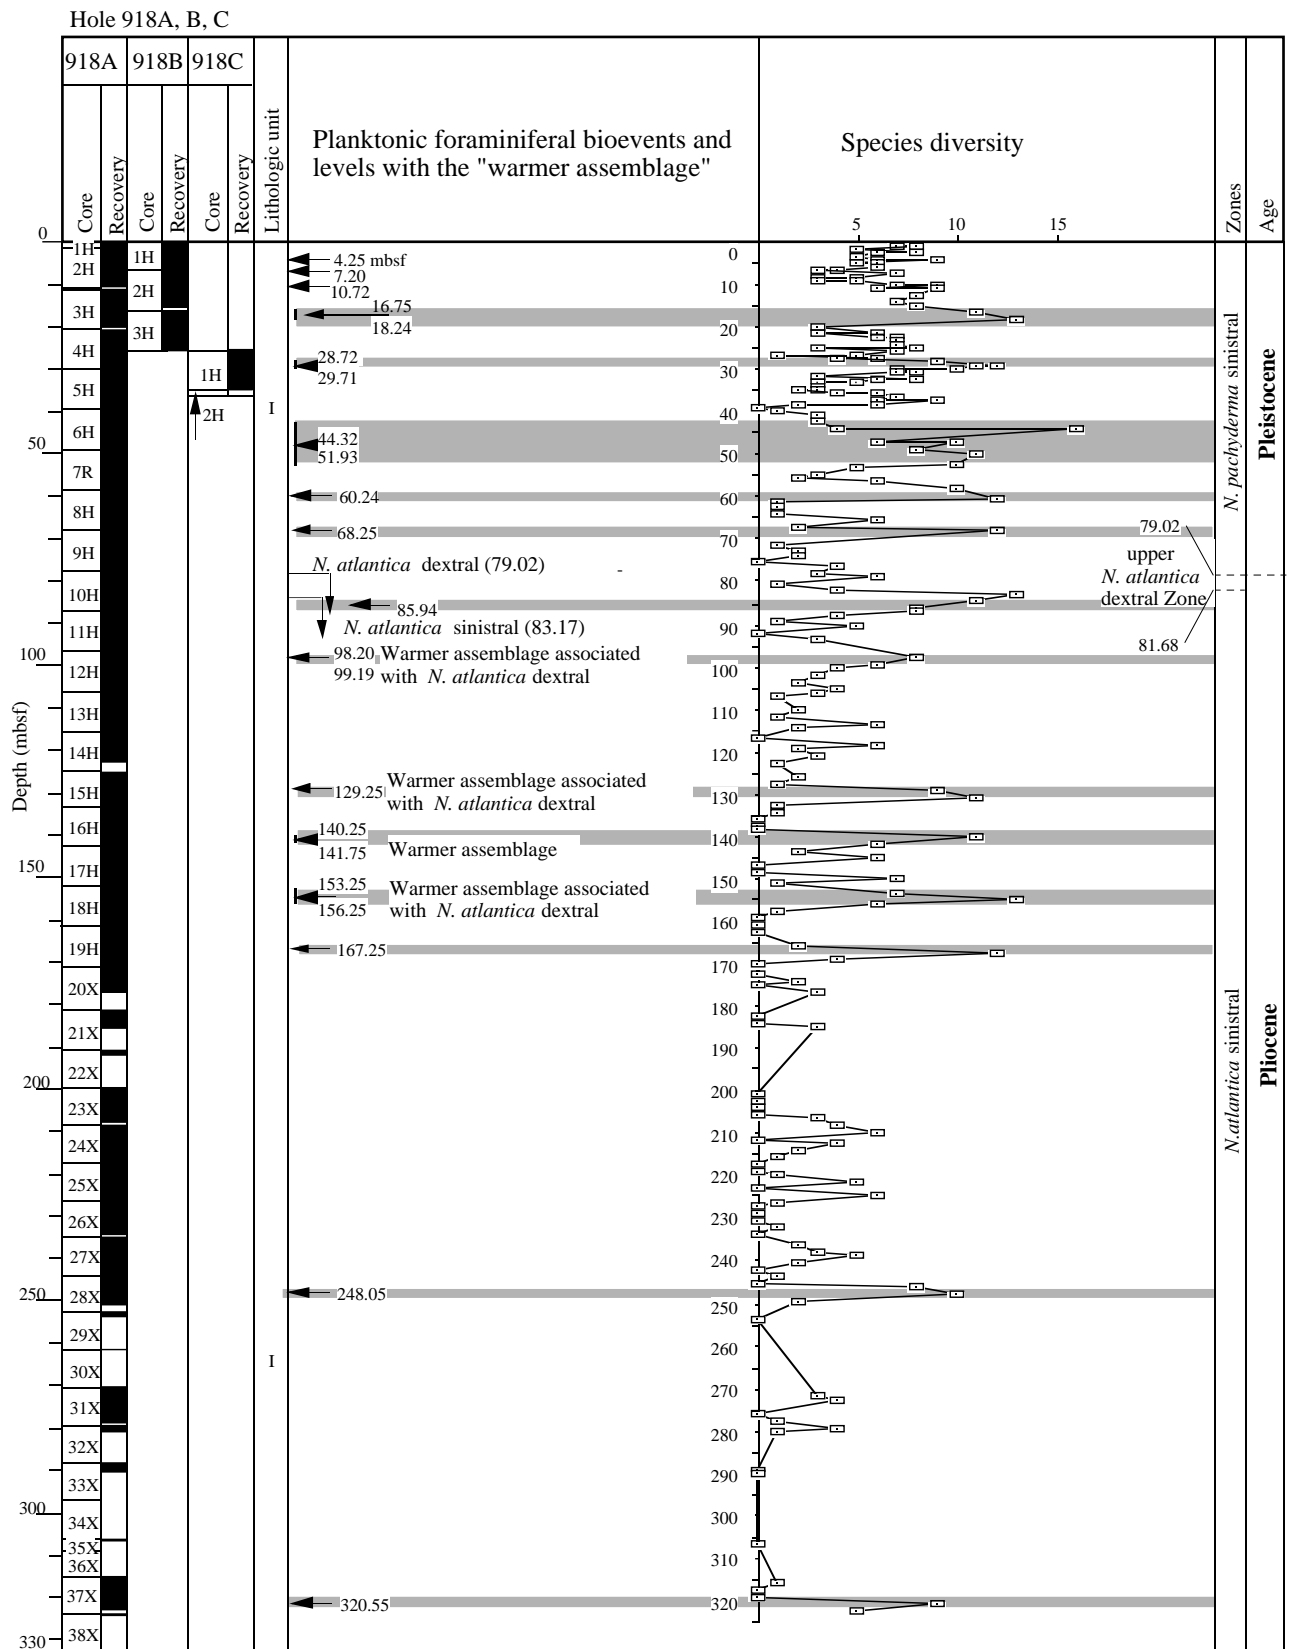 Hole 918A, B, C
918A 918B 918C
Core
Recovery
Core
Recovery
Core
Recovery
Lithologic unit
Planktonic foraminiferal bioevents and
levels with the "warmer assemblage"
Species diversity
Zones
Age
5 10 15
Depth (mbsf)
0
50
100
150
200
250
300
330
1H
2H
3H
4H
5H
6H
7R
8H
9H
10H
11H
12H
13H
14H
15H
16H
17H
18H
19H
20X
21X
22X
23X
24X
25X
26X
27X
28X
29X
30X
31X
32X
33X
34X
35X
36X
37X
38X
1H
2H
3H
1H
2H
I
I
4.25 mbsf
7.20
10.72
16.75
18.24
28.72
29.71
44.32
51.93
60.24
68.25
N. atlantica dextral (79.02)
-
85.94
N. atlantica sinistral (83.17)
98.20 Warmer assemblage associated
99.19 with N. atlantica dextral
Warmer assemblage associated
129.25 with N. atlantica dextral
140.25
141.75 Warmer assemblage
153.25 Warmer assemblage associated
156.25 with N. atlantica dextral
167.25
248.05
320.55
0
10
20
30
40
50
60
70
80
90
100
110
120
130
140
150
160
170
180
190
200
210
220
230
240
250
260
270
280
290
300
310
320
79.02
upper
N. atlantica
dextral Zone
81.68
N. pachyderma sinistral
N.atlantica sinistral
Pleistocene
Pliocene